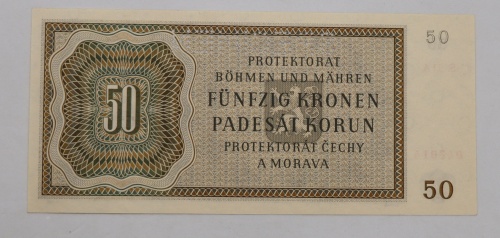 50
PROTEKTORAT
BÖHMEN UND MÄHREN
FÜNFZIG KRONEN
PADESÁT KORUN
PROTEKTORÁT ČECHY
A MORAVA
50
50